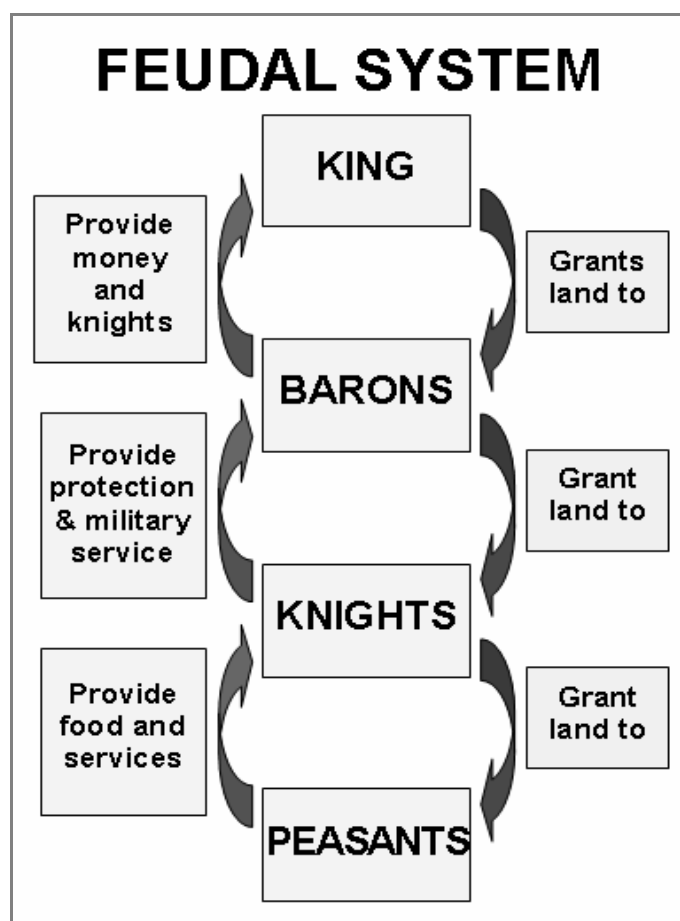 FEUDAL SYSTEM
KING
Provide
money
and
knights
Grants
land to
BARONS
Provide
protection
& military
service
Grant
land to
KNIGHTS
Provide
food and
services
Grant
land to
PEASANTS